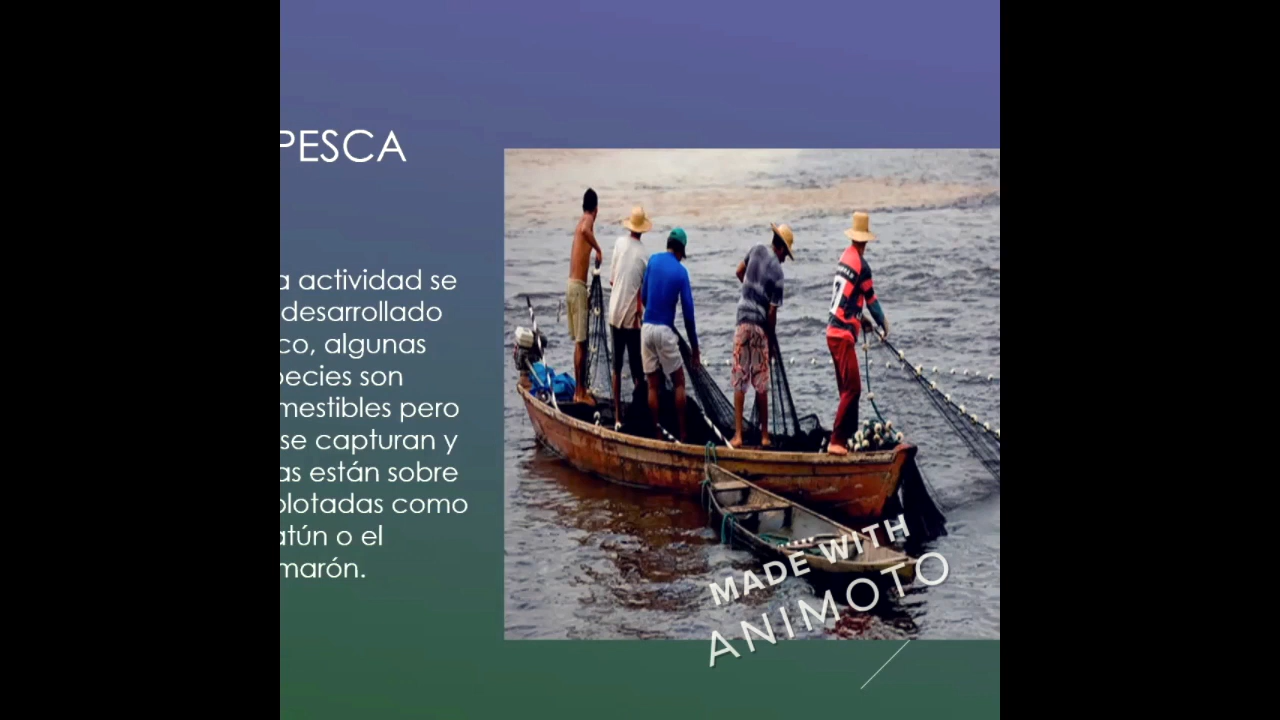 PESCA
a actividad se
desarrollado
co, algunas
pecies son
mestibles pero
se capturan y
as están sobre
plotadas como
atún o el
marón.
MADE WITH
ANIMOTO